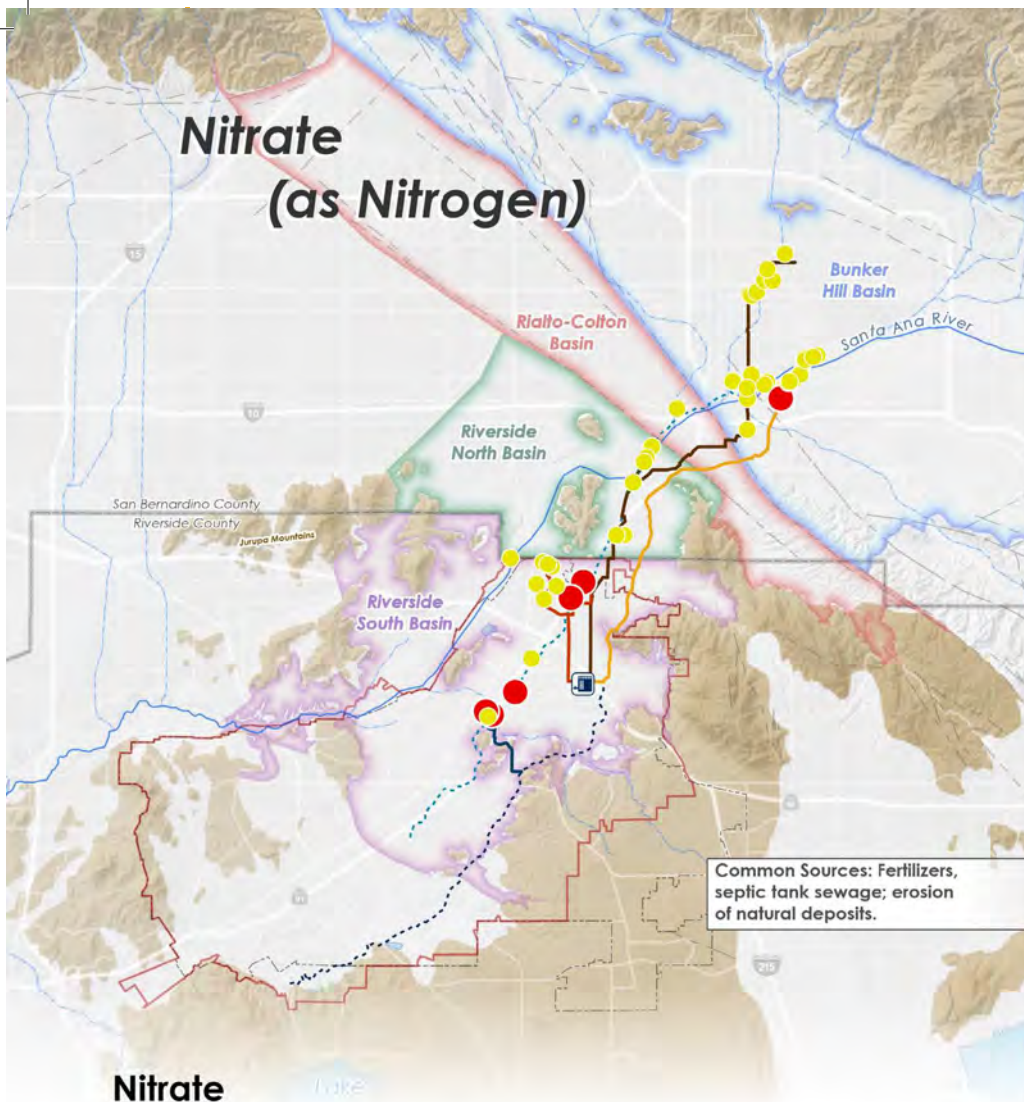 Nitrate
(as Nitrogen)
15
Bunker
Hill Basin
Santa Ana River
Rialto-Colton
Basin
10
Riverside
North Basin
San Bernardino County
Riverside County
Jurupa Mountains
Riverside
South Basin
Common Sources: Fertilizers,
septic tank sewage; erosion
of natural deposits.
91
215
Nitrate
Lake